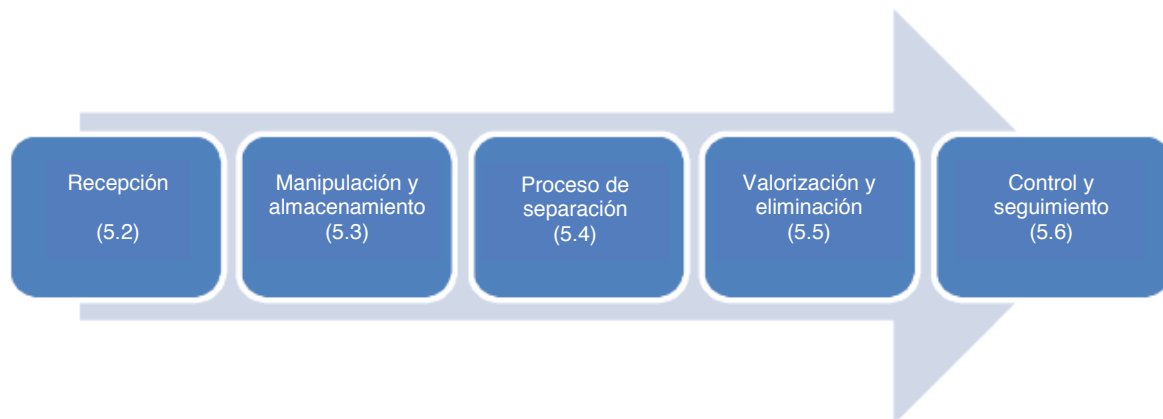 Recepción
(5.2)
Manipulación y
almacenamiento
(5.3)
Proceso de
separación
(5.4)
Valorización y
eliminación
(5.5)
Control y
seguimiento
(5.6)